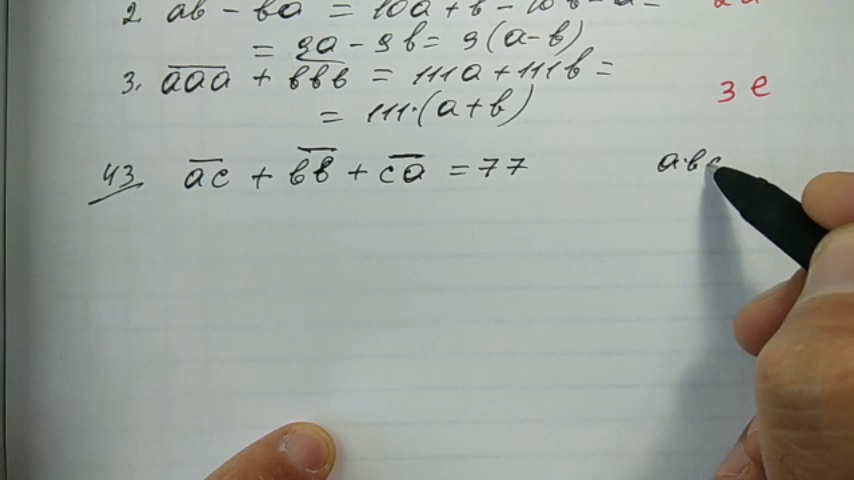 2. ab - ba = 10a + b - 10b - a =
= 9a - 9b = 9(a-b)
3. aaa + bbb = 111a + 111b =
= 111·(a+b)
3 e
43 ac + bb + ca = 77
a·b·c